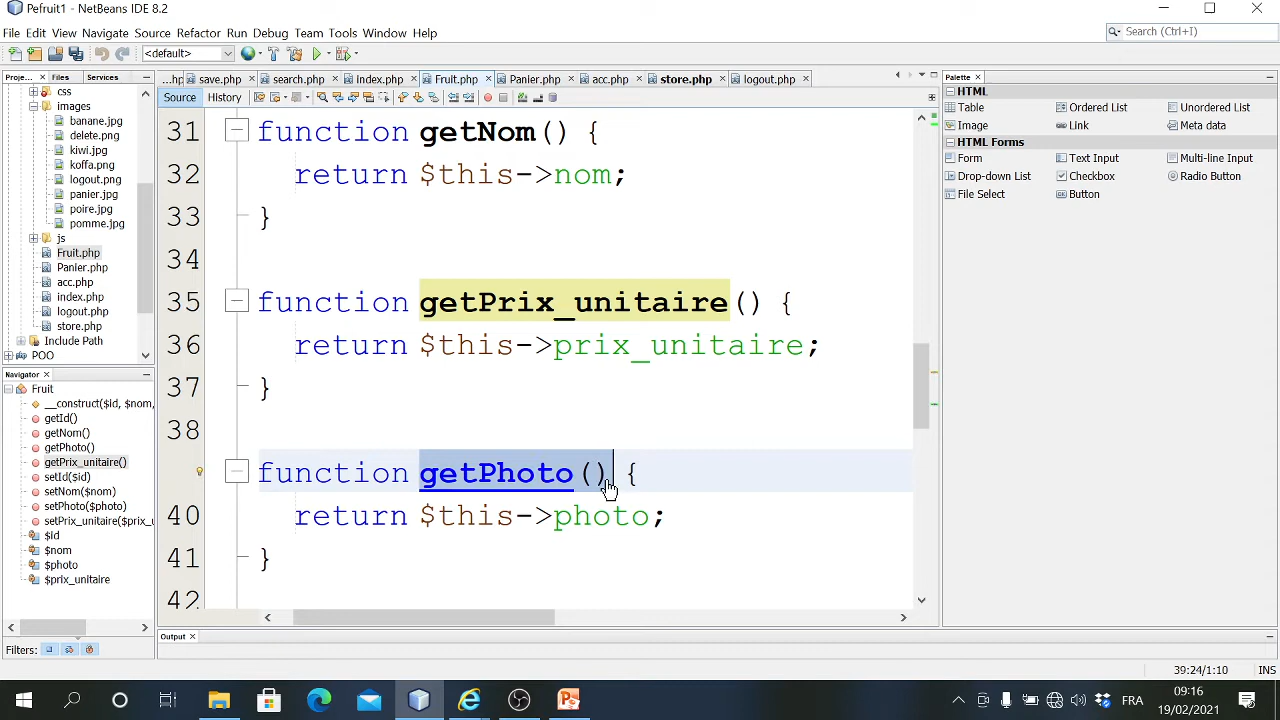 Pefruit1 - NetBeans IDE 8.2
File Edit View Navigate Source Refactor Run Debug Team Tools Window Help
Search (Ctrl+I)
<default>
Proje... Files Services
...hp save.php search.php Index.php Fruit.php Panier.php acc.php store.php logout.php
Palette
Source History
HTML
Table Ordered List Unordered List
Image Link Meta data
HTML Forms
Form Text Input Multi-line Input
Drop-down List Checkbox Radio Button
File Select Button
css
images
banane.jpg
delete.png
kivi.jpg
koffa.png
logout.png
panier.jpg
poire.jpg
pomme.jpg
js
Fruit.php
Panier.php
acc.php
index.php
logout.php
store.php
Include Path
POO
Navigator
Fruit
__construct($id, $nom,
getId()
getNom()
getPhoto()
getPrix_unitaire()
setId($id)
setNom($nom)
setPhoto($photo)
setPrix_unitaire($prix_u
$id
$nom
$photo
$prix_unitaire
Filters:
31 function getNom() {
32 return $this->nom;
33 }
34
35 function getPrix_unitaire() {
36 return $this->prix_unitaire;
37 }
38
function getPhoto() {
40 return $this->photo;
41 }
42
Output
39:24/1:10 INS
FRA
09:16
19/02/2021